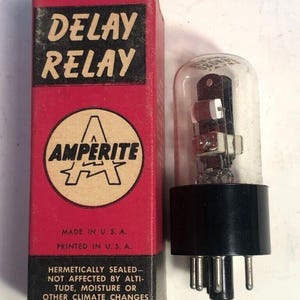 DELAY
RELAY
AMPERITE
MADE IN U. S. A.
PRINTED IN U. S. A.
HERMETICALLY SEALED—
NOT AFFECTED BY ALTI-
TUDE, MOISTURE OR
OTHER CLIMATE CHANGES